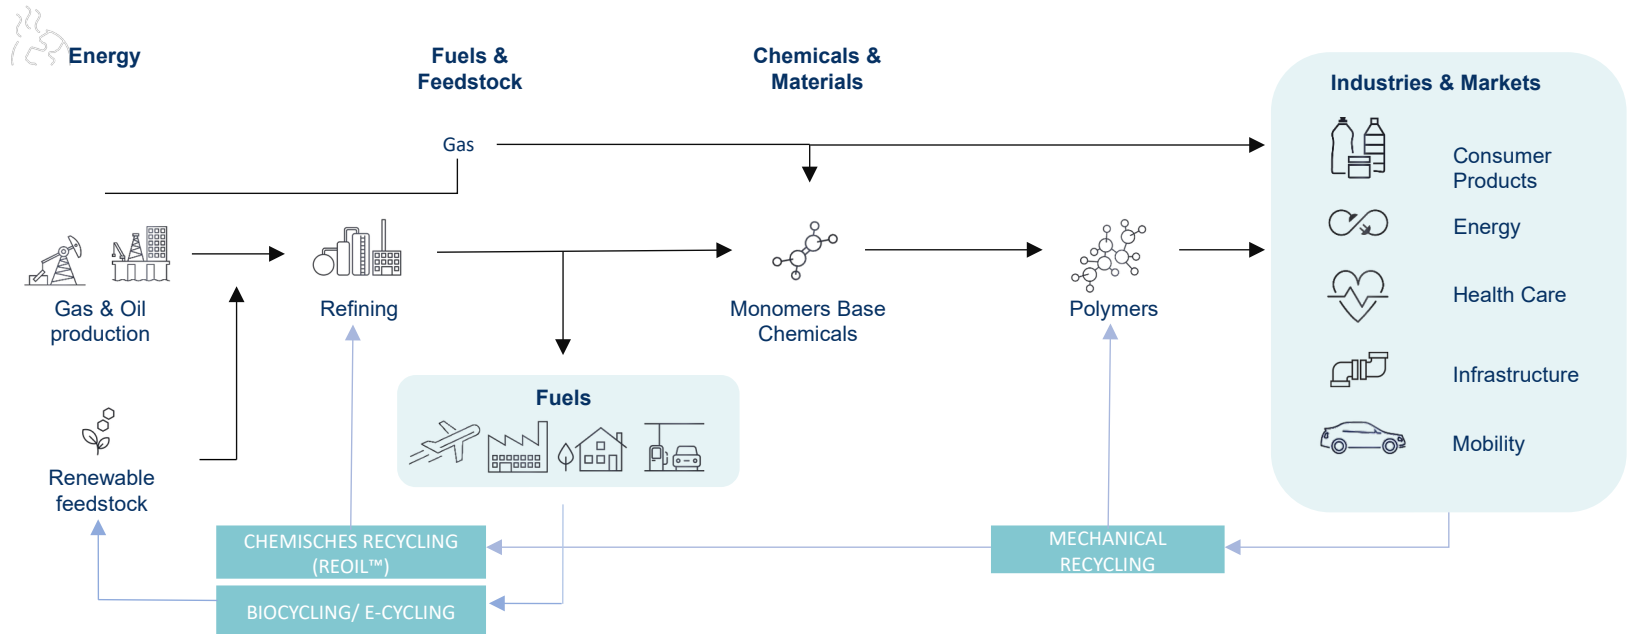 Energy
Fuels &
Feedstock
Chemicals &
Materials
Industries & Markets
Gas
Consumer
Products
Energy
Gas & Oil
production
Refining
Monomers Base
Chemicals
Polymers
Health Care
Infrastructure
Fuels
Mobility
Renewable
feedstock
CHEMISCHES RECYCLING
(REOIL™)
MECHANICAL
RECYCLING
BIOCYCLING/ E-CYCLING